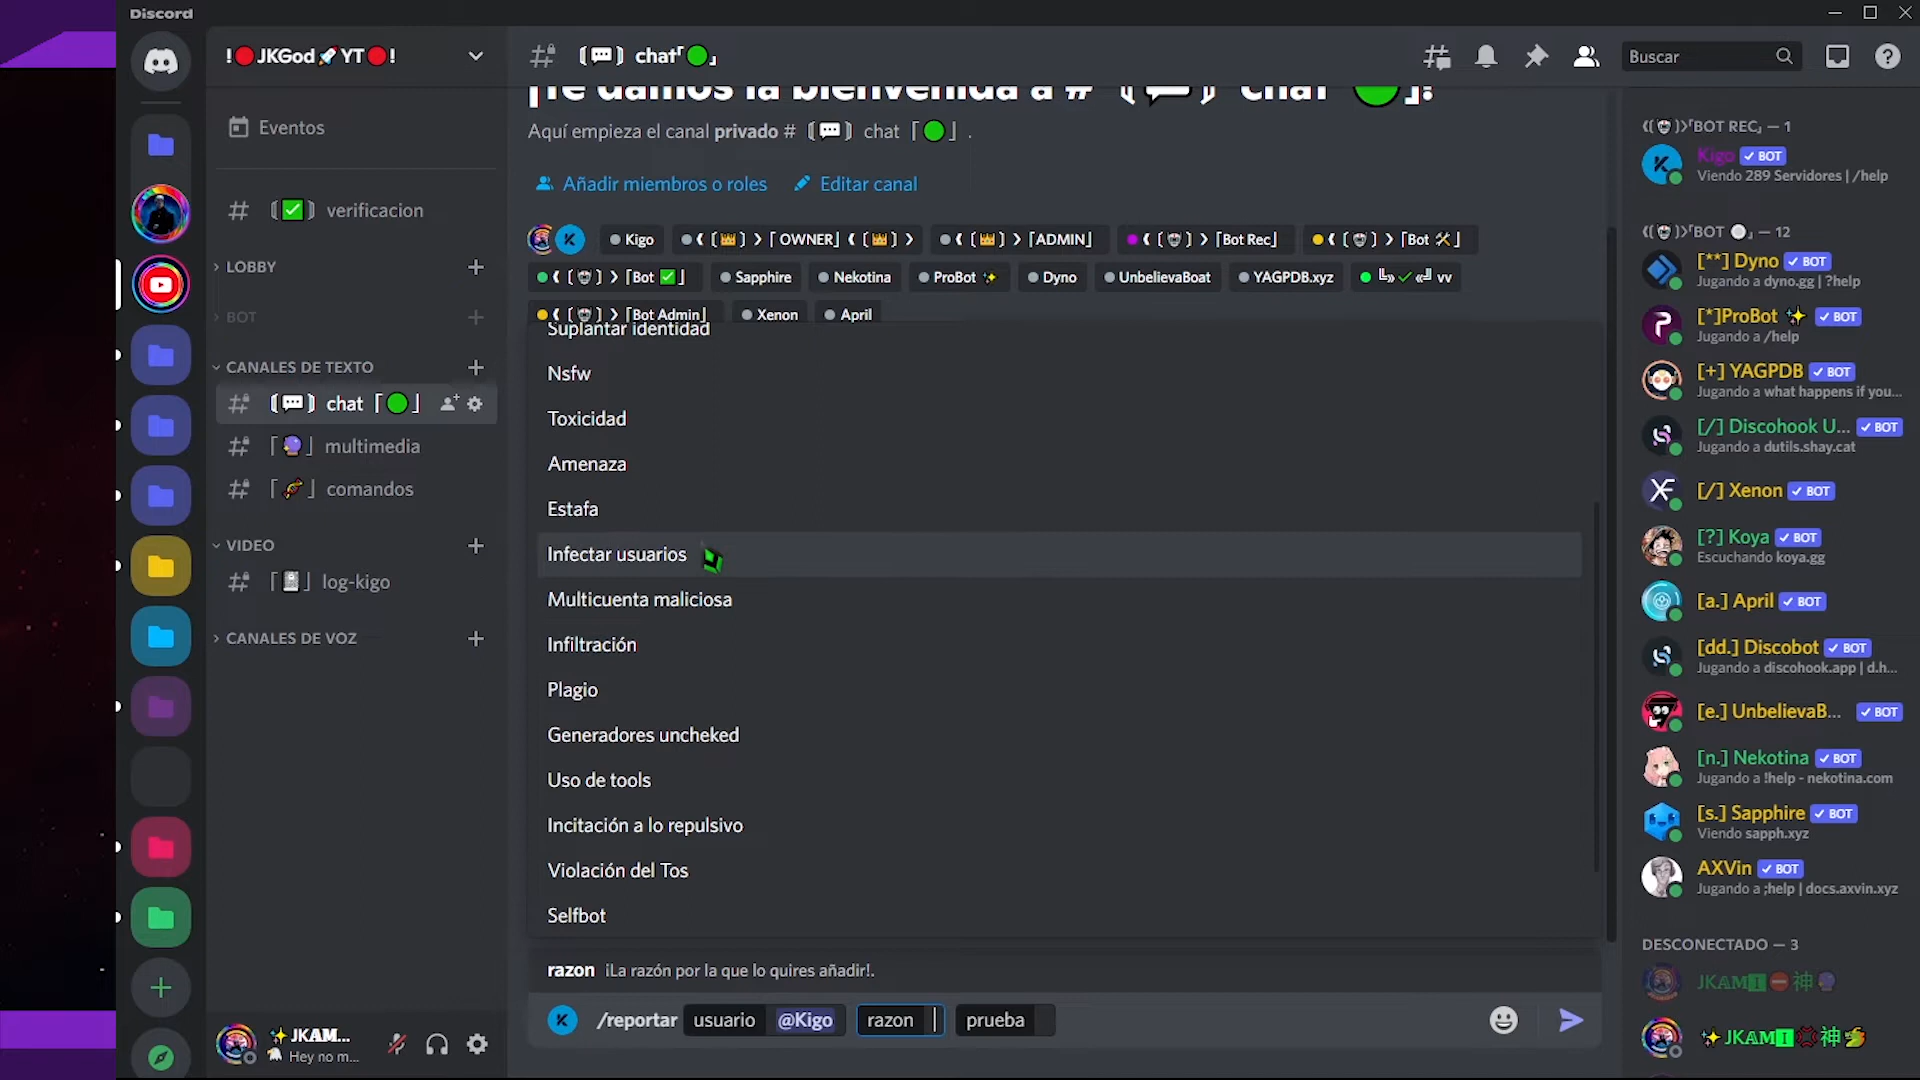 Discord
!🔴JKGod🚀YT🔴!
Eventos
verificacion
LOBBY
BOT
CANALES DE TEXTO
chat
multimedia
comandos
VIDEO
log-kigo
CANALES DE VOZ
✨JKAM...
Hey no m...
chat
Buscar
¡Te damos la bienvenida a # chat !
Aquí empieza el canal privado # chat .
Añadir miembros o roles
Editar canal
Kigo
OWNER
ADMIN
Bot Rec
Bot 🛠
Bot ✅
Sapphire
Nekotina
ProBot ✨
Dyno
UnbelievaBoat
YAGPDB.xyz
vv
Bot Admin
Xenon
April
Suplantar identidad
Nsfw
Toxicidad
Amenaza
Estafa
Infectar usuarios
Multicuenta maliciosa
Infiltración
Plagio
Generadores uncheked
Uso de tools
Incitación a lo repulsivo
Violación del Tos
Selfbot
razon ¡La razón por la que lo quires añadir!.
/reportar usuario @Kigo razon prueba
BOT REC — 1
Kigo ✓ BOT
Viendo 289 Servidores | /help
BOT — 12
[**] Dyno ✓ BOT
Jugando a dyno.gg | ?help
[*]ProBot ✨ ✓ BOT
Jugando a /help
[+] YAGPDB ✓ BOT
Jugando a what happens if you...
[/] Discohook U... ✓ BOT
Jugando a dutils.shay.cat
[/] Xenon ✓ BOT
[?] Koya ✓ BOT
Escuchando koya.gg
[a.] April ✓ BOT
[dd.] Discobot ✓ BOT
Jugando a discohook.app | d.h...
[e.] UnbelievaB... ✓ BOT
[n.] Nekotina ✓ BOT
Jugando a !help - nekotina.com
[s.] Sapphire ✓ BOT
Viendo sapph.xyz
AXVin ✓ BOT
Jugando a ;help | docs.axvin.xyz
DESCONECTADO — 3
JKAMI⛔神🔮
✨JKAMI💢神🐲